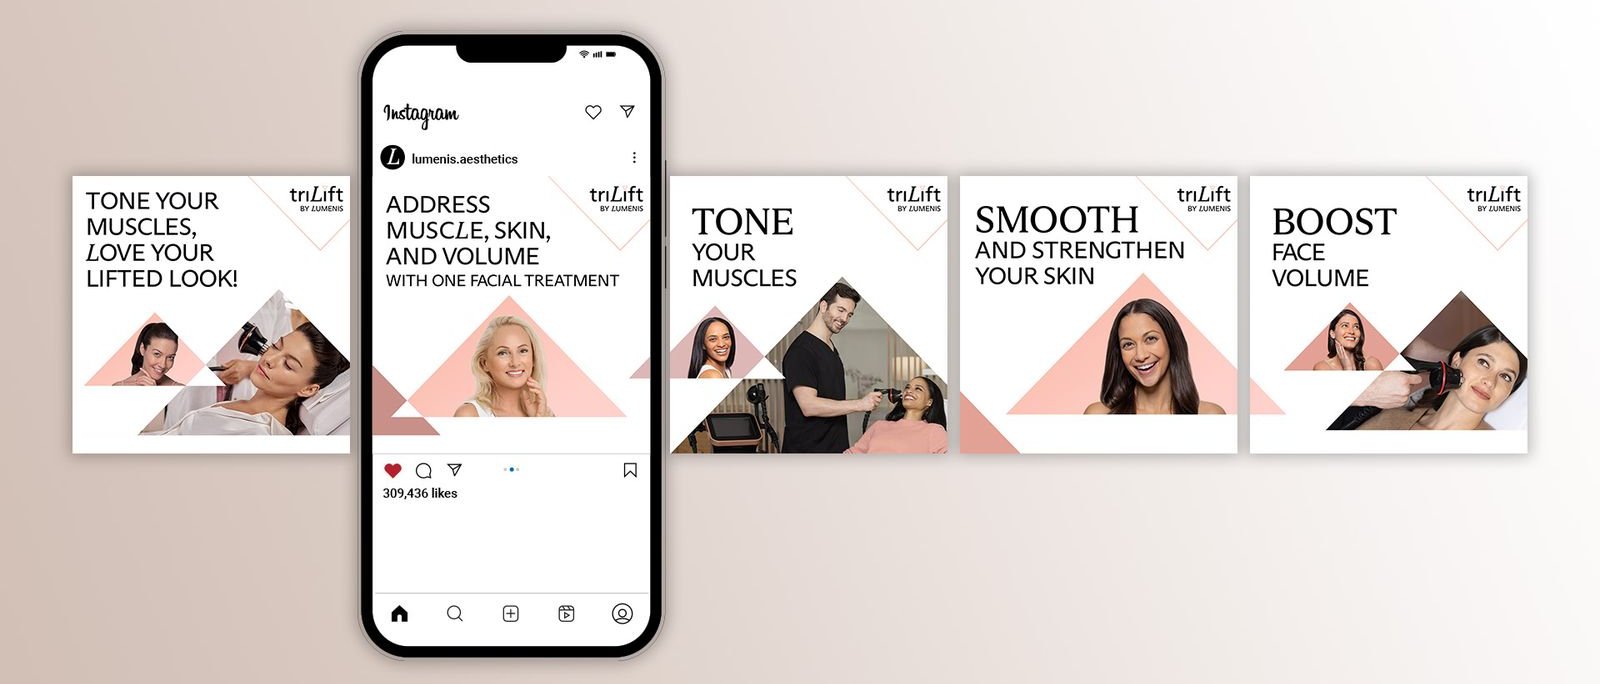 TONE YOUR
MUSCLES,
LOVE YOUR
LIFTED LOOK!
triLift
BY LUMENIS
Instagram
L lumenis.aesthetics
ADDRESS
MUSCLE, SKIN,
AND VOLUME
WITH ONE FACIAL TREATMENT
triLift
BY LUMENIS
309,436 likes
TONE
YOUR
MUSCLES
triLift
BY LUMENIS
SMOOTH
AND STRENGTHEN
YOUR SKIN
triLift
BY LUMENIS
BOOST
FACE
VOLUME
triLift
BY LUMENIS